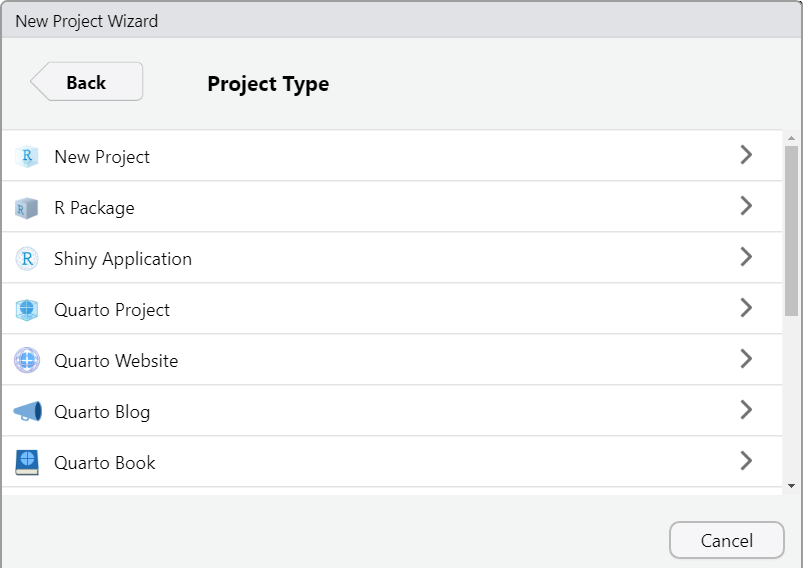 New Project Wizard
Back
Project Type
R New Project
R R Package
R Shiny Application
Quarto Project
Quarto Website
Quarto Blog
Quarto Book
Cancel